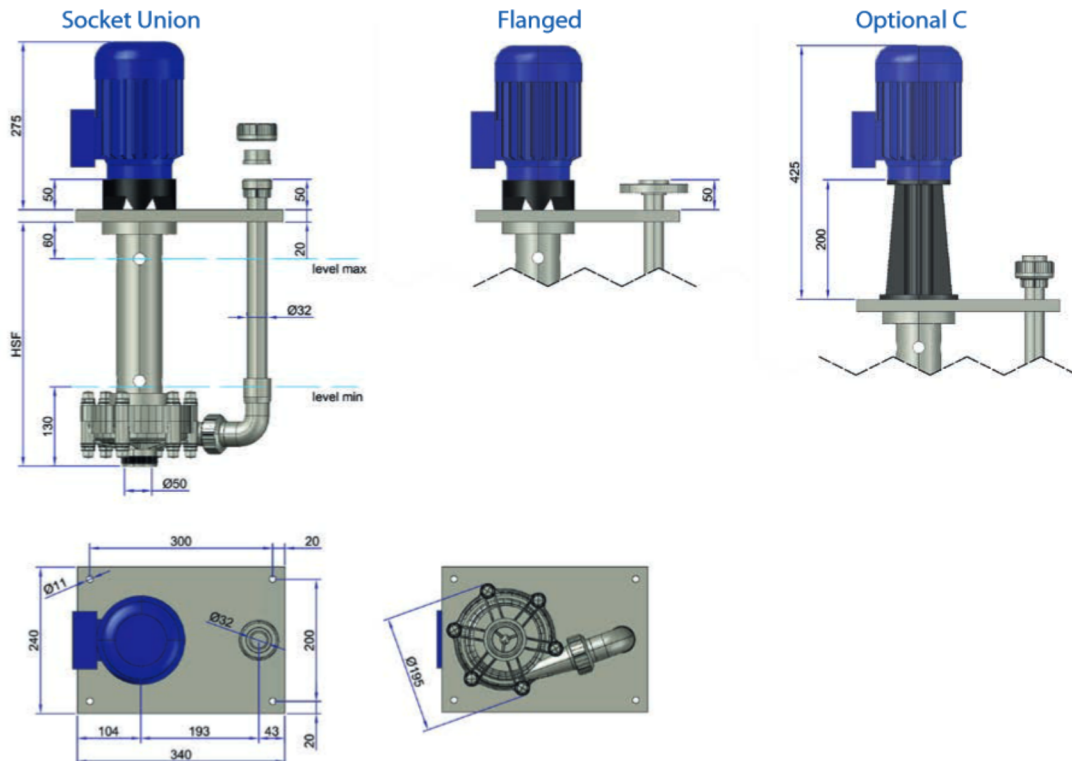 Socket Union
Flanged
Optional C
275
50
60
HSF
130
50
20
level max
Ø32
level min
Ø50
50
425
200
300
20
Ø11
Ø32
240
200
104
193
43
20
340
Ø195